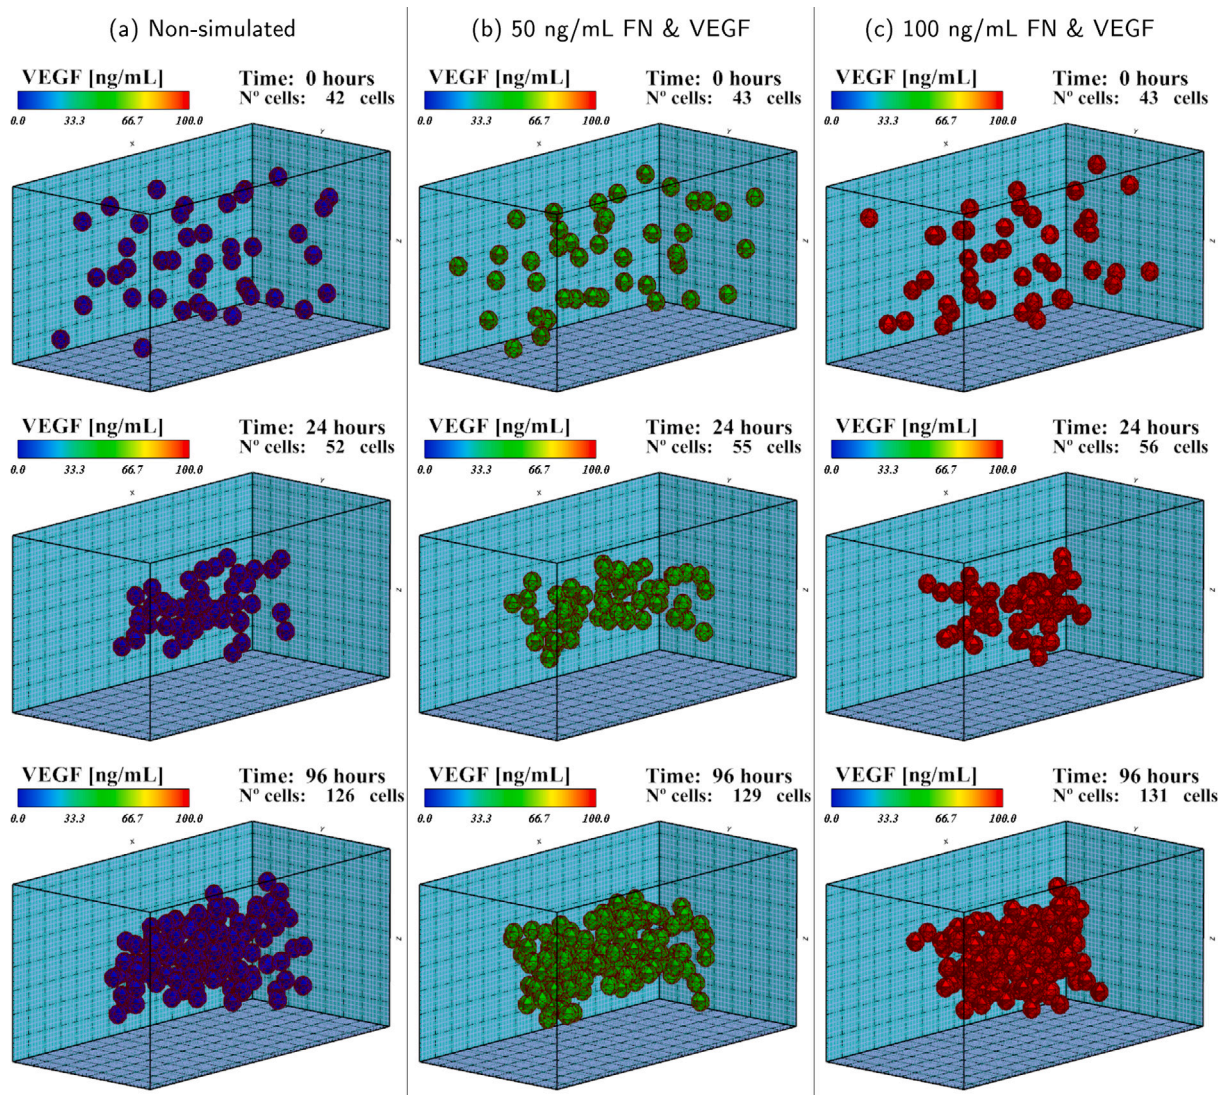 (a) Non-simulated
(b) 50 ng/mL FN & VEGF
(c) 100 ng/mL FN & VEGF
VEGF [ng/mL] Time: 0 hours
Nº cells: 42 cells
0.0 33.3 66.7 100.0
X Y Z
VEGF [ng/mL] Time: 0 hours
Nº cells: 43 cells
0.0 33.3 66.7 100.0
X Y Z
VEGF [ng/mL] Time: 0 hours
Nº cells: 43 cells
0.0 33.3 66.7 100.0
X Y Z
VEGF [ng/mL] Time: 24 hours
Nº cells: 52 cells
0.0 33.3 66.7 100.0
X Y Z
VEGF [ng/mL] Time: 24 hours
Nº cells: 55 cells
0.0 33.3 66.7 100.0
X Y Z
VEGF [ng/mL] Time: 24 hours
Nº cells: 56 cells
0.0 33.3 66.7 100.0
X Y Z
VEGF [ng/mL] Time: 96 hours
Nº cells: 126 cells
0.0 33.3 66.7 100.0
X Y Z
VEGF [ng/mL] Time: 96 hours
Nº cells: 129 cells
0.0 33.3 66.7 100.0
X Y Z
VEGF [ng/mL] Time: 96 hours
Nº cells: 131 cells
0.0 33.3 66.7 100.0
X Y Z